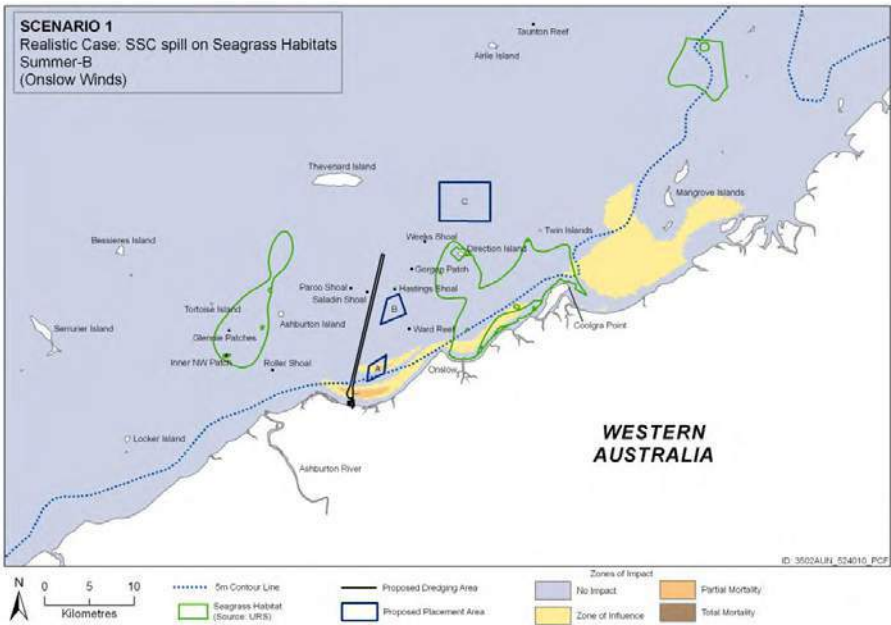 SCENARIO 1
Realistic Case: SSC spill on Seagrass Habitats
Summer-B
(Onslow Winds)
Taunton Reef
Airlie Island
Thevenard Island
Mangrove Islands
C
Twin Islands
Weeks Shoal
Bessieres Island
Direction Island
Gorgon Patch
Paroo Shoal
Hastings Shoal
Saladin Shoal
Tortoise Island
B
Ashburton Island
Serrurier Island
Glennie Patches
Ward Reef
Coolgra Point
Inner NW Patch
Roller Shoal
A
Onslow
WESTERN
AUSTRALIA
Locker Island
Ashburton River
ID: 3502AUN_524010_PCF
N
0 5 10
Kilometres
5m Contour Line
Seagrass Habitat
(Source: URS)
Proposed Dredging Area
Proposed Placement Area
Zones of Impact
No Impact
Zone of Influence
Partial Mortality
Total Mortality